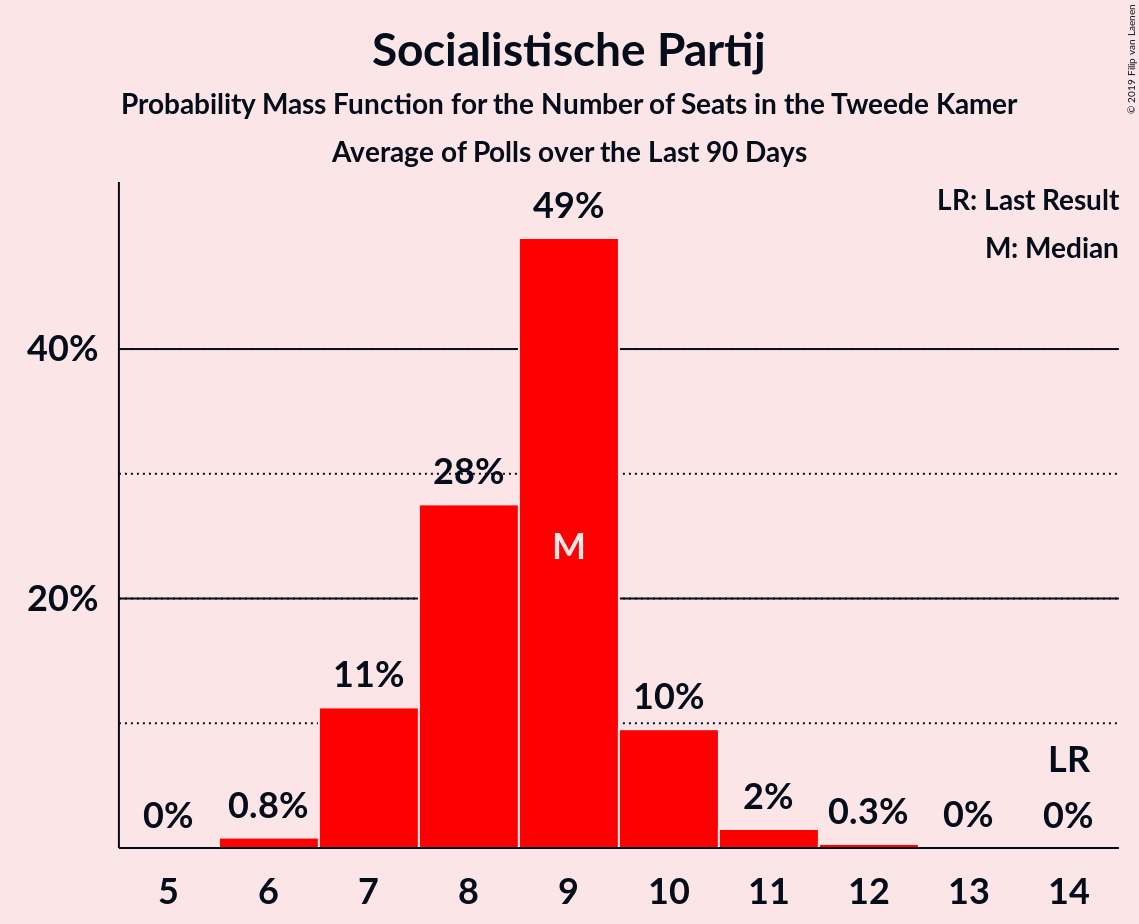 Socialistische Partij
Probability Mass Function for the Number of Seats in the Tweede Kamer
Average of Polls over the Last 90 Days
© 2019 Filip van Laenen
LR: Last Result
M: Median
49%
40%
28%
M
20%
11%
10%
LR
0%
0.8%
2%
0.3%
0%
0%
5 6 7 8 9 10 11 12 13 14